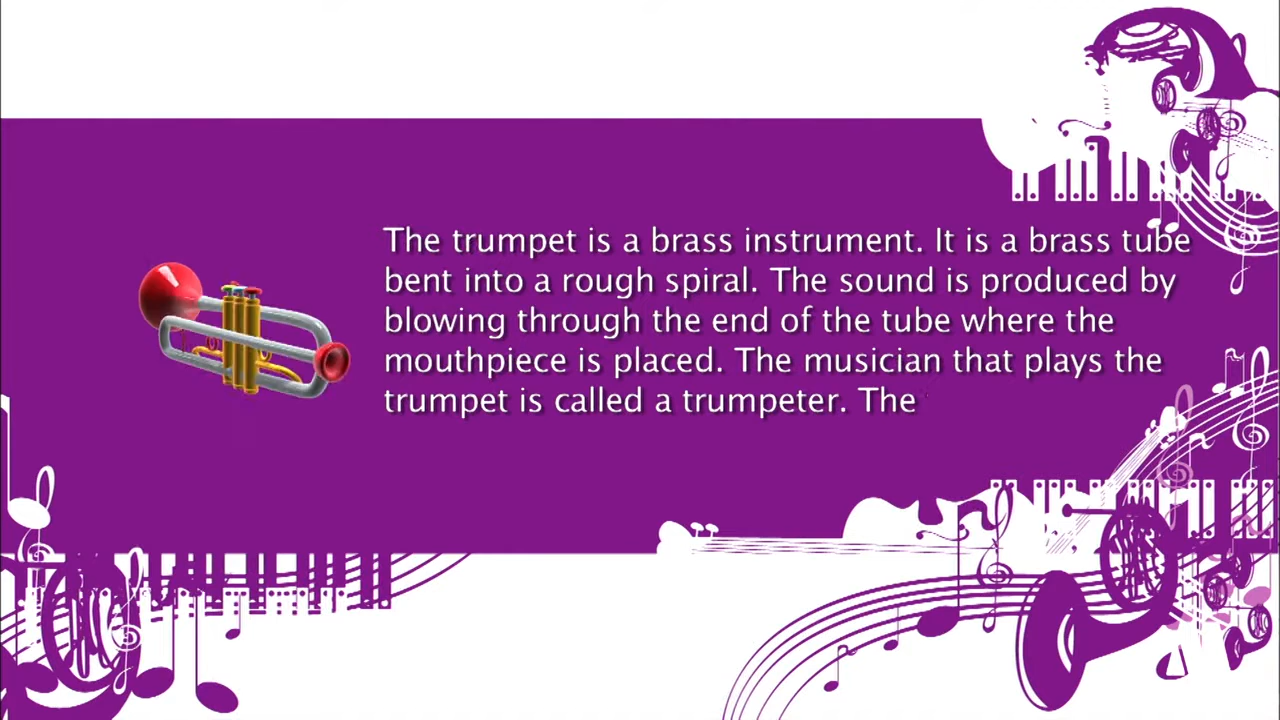 The trumpet is a brass instrument. It is a brass tube
bent into a rough spiral. The sound is produced by
blowing through the end of the tube where the
mouthpiece is placed. The musician that plays the
trumpet is called a trumpeter. The